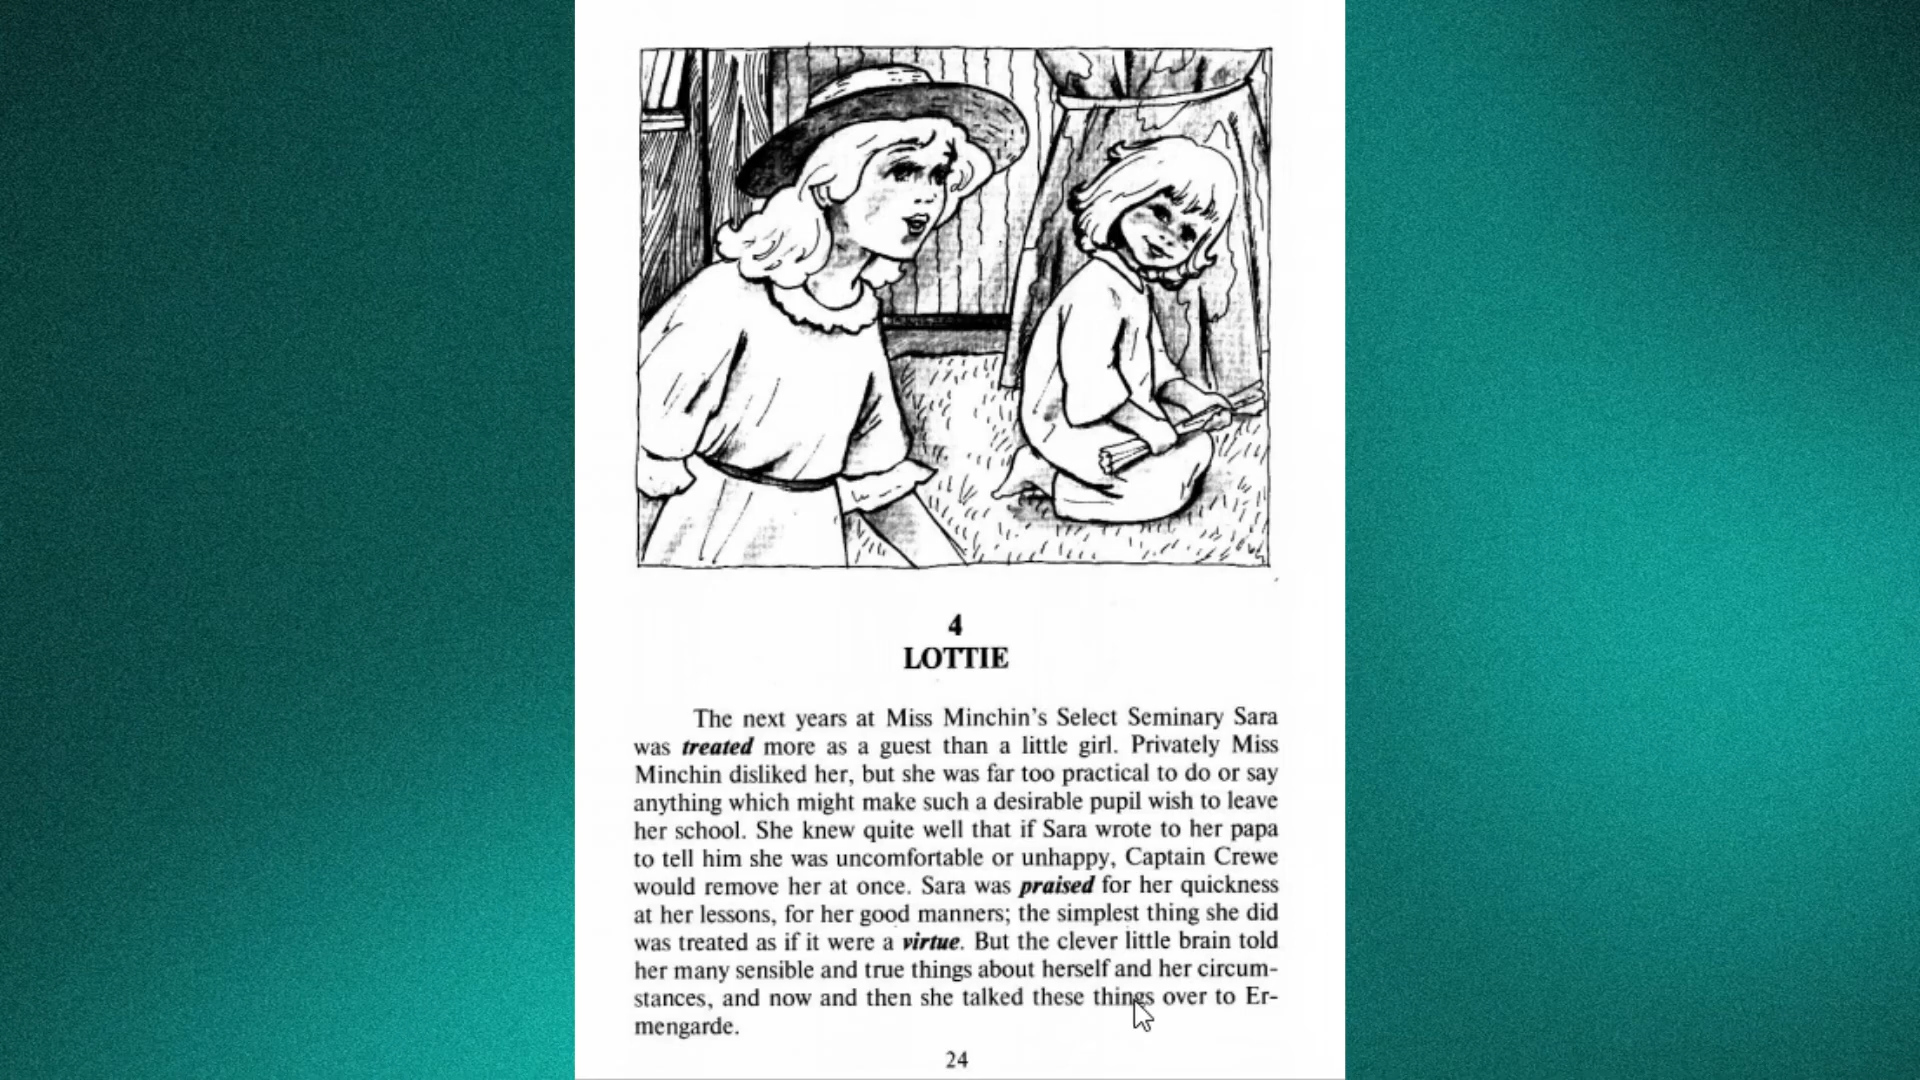 4
LOTTIE
The next years at Miss Minchin's Select Seminary Sara
was treated more as a guest than a little girl. Privately Miss
Minchin disliked her, but she was far too practical to do or say
anything which might make such a desirable pupil wish to leave
her school. She knew quite well that if Sara wrote to her papa
to tell him she was uncomfortable or unhappy, Captain Crewe
would remove her at once. Sara was praised for her quickness
at her lessons, for her good manners; the simplest thing she did
was treated as if it were a virtue. But the clever little brain told
her many sensible and true things about herself and her circum-
stances, and now and then she talked these things over to Er-
mengarde.
24